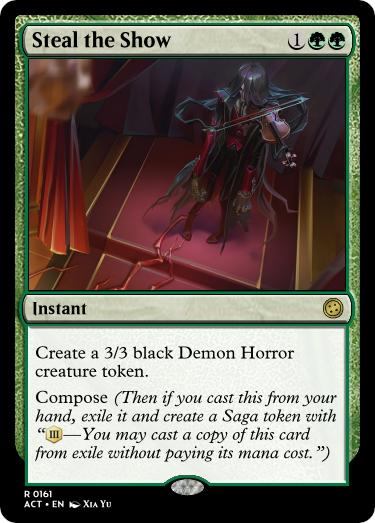 Steal the Show 1
Instant
Create a 3/3 black Demon Horror
creature token.
Compose (Then if you cast this from your
hand, exile it and create a Saga token with
“III—You may cast a copy of this card
from exile without paying its mana cost.”)
R 0161
ACT • EN Xia Yu